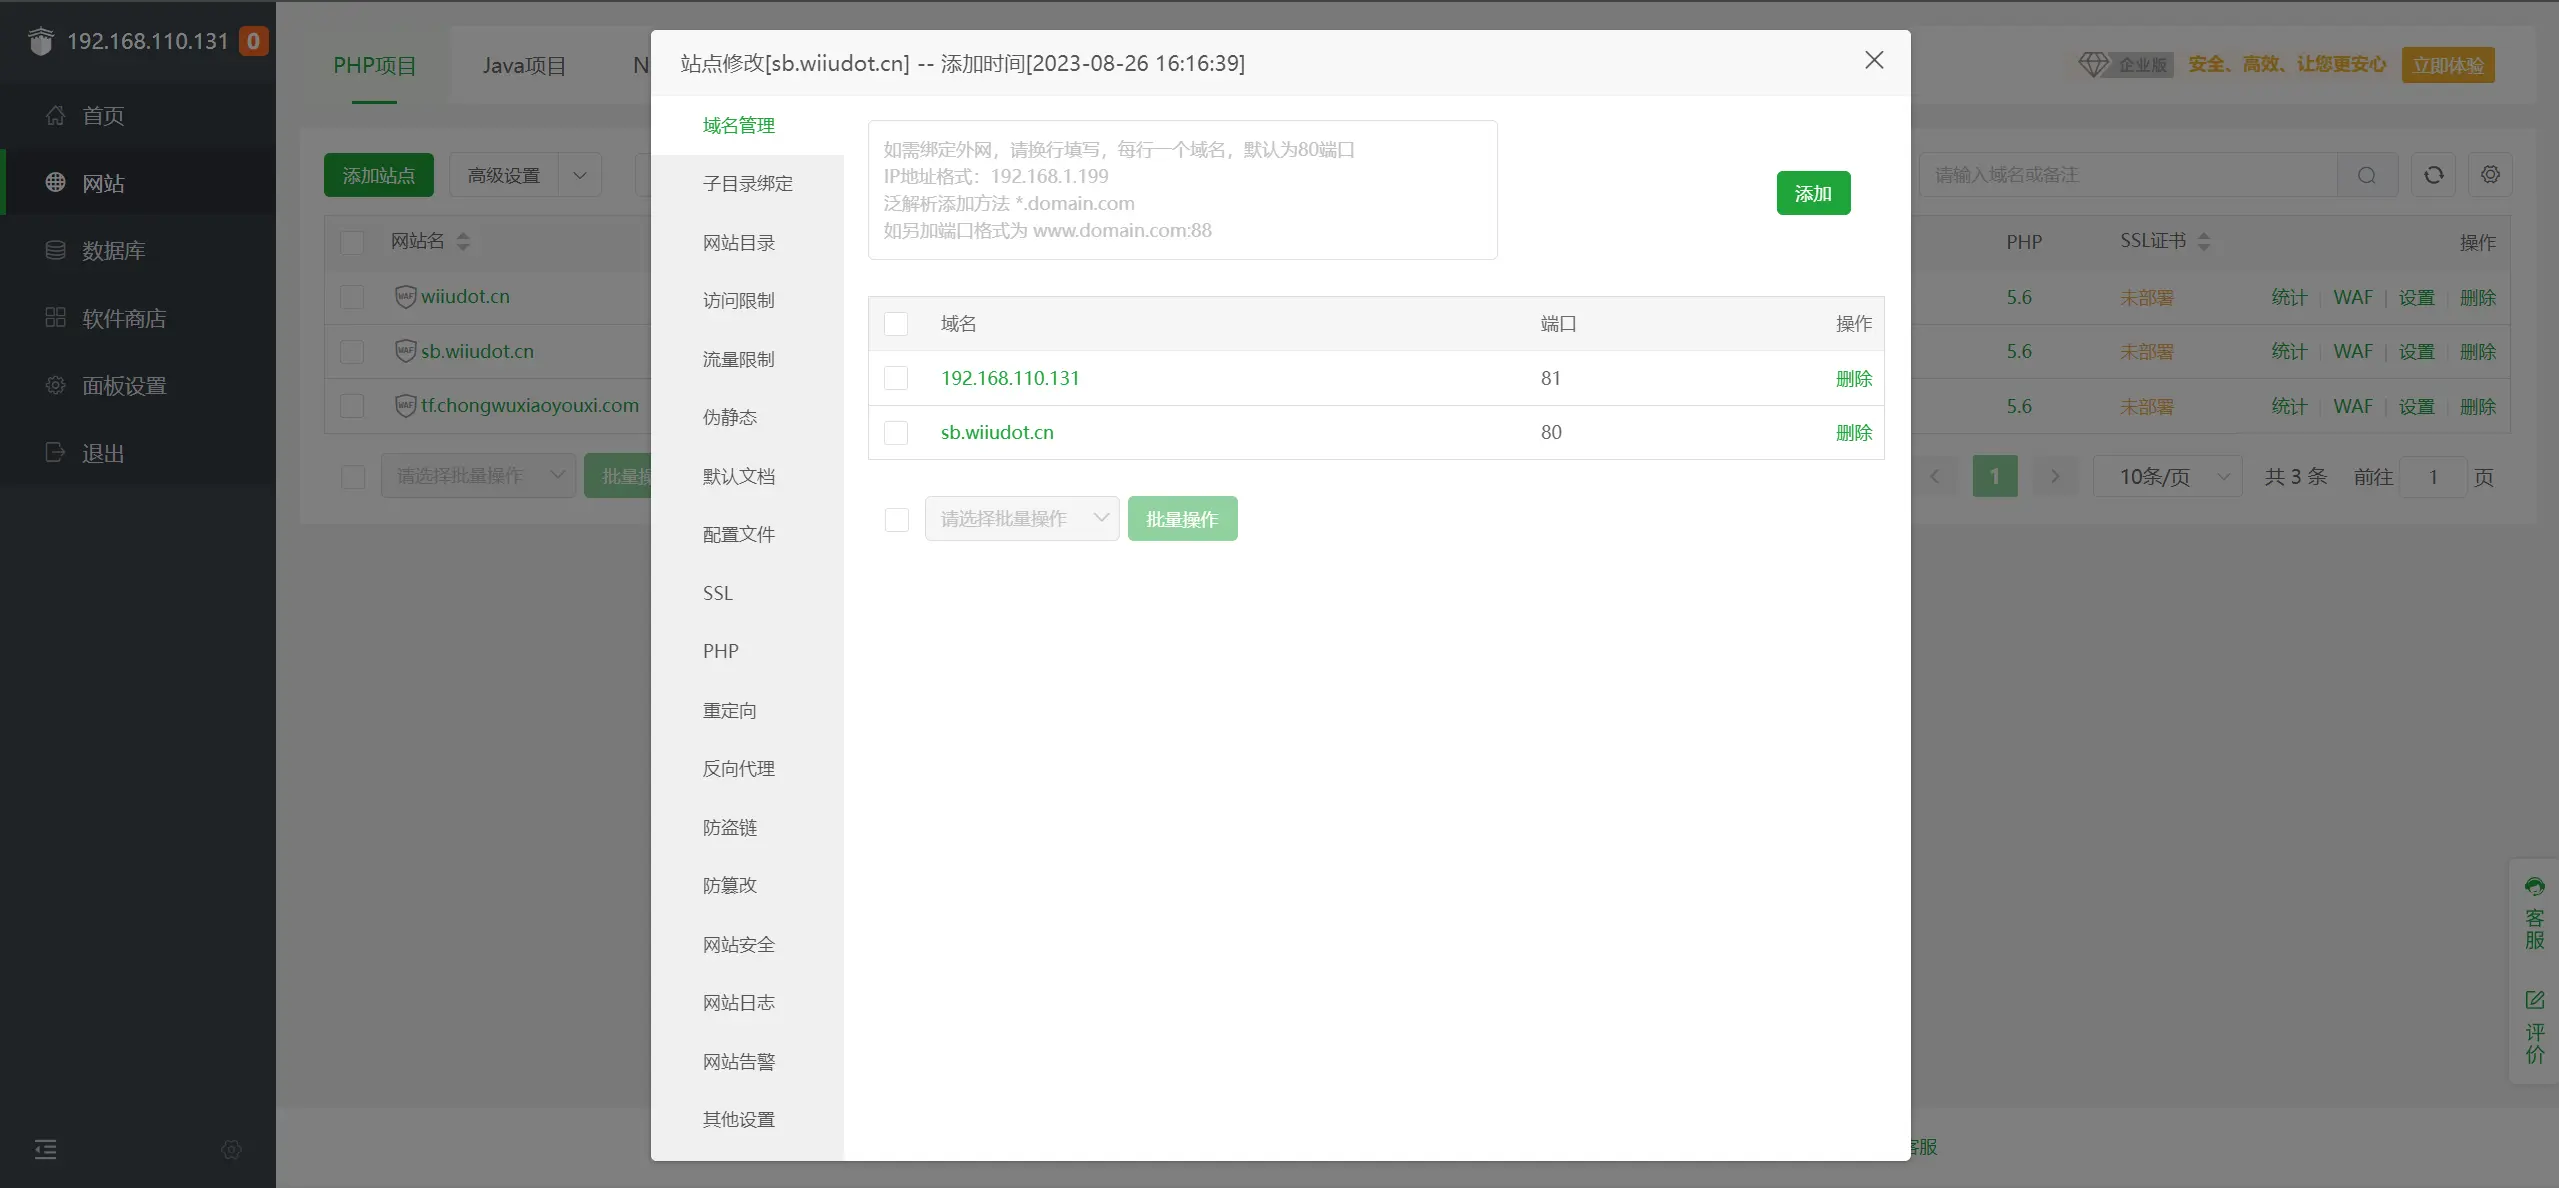 192.168.110.131 0
首页
网站
数据库
软件商店
面板设置
退出
PHP项目 Java项目 N
企业版 安全、高效、让您更安心 立即体验
添加站点 高级设置
请输入域名或备注
网站名 PHP SSL证书 操作
WAF wiiudot.cn 5.6 未部署 统计 | WAF | 设置 | 删除
WAF sb.wiiudot.cn 5.6 未部署 统计 | WAF | 设置 | 删除
WAF tf.chongwuxiaoyouxi.com 5.6 未部署 统计 | WAF | 设置 | 删除
请选择批量操作 批量操
1 10条/页 共 3 条 前往 1 页
站点修改[sb.wiiudot.cn] -- 添加时间[2023-08-26 16:16:39]
域名管理
子目录绑定
网站目录
访问限制
流量限制
伪静态
默认文档
配置文件
SSL
PHP
重定向
反向代理
防盗链
防篡改
网站安全
网站日志
网站告警
其他设置
如需绑定外网，请换行填写，每行一个域名，默认为80端口
IP地址格式：192.168.1.199
泛解析添加方法 *.domain.com
如另加端口格式为 www.domain.com:88
添加
域名 端口 操作
192.168.110.131 81 删除
sb.wiiudot.cn 80 删除
请选择批量操作 批量操作
客服
评价
客服